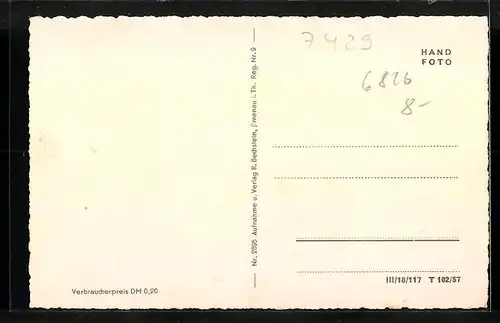 7429
HAND
FOTO
6826
8-
Nr. 2895 Aufnahme u. Verlag R. Bechstein, Ilmenau i. Th. Reg. Nr. 9
III/18/117 T 102/57
Verbraucherpreis DM 0,20